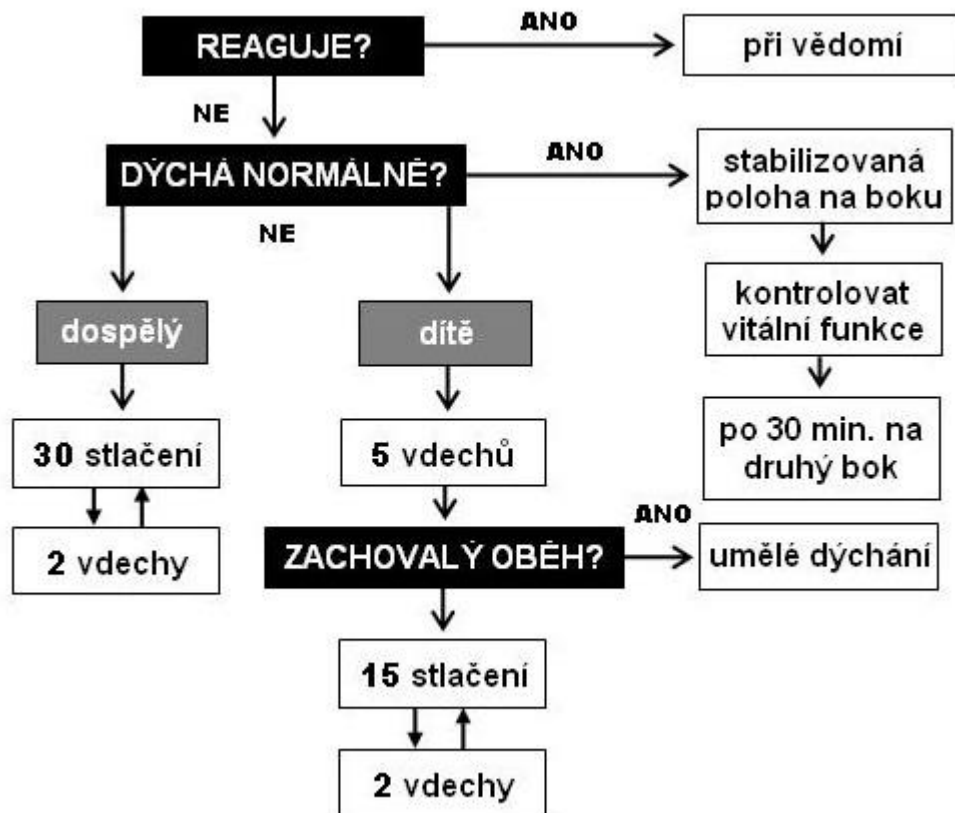 REAGUJE?
ANO
při vědomí
NE
DÝCHÁ NORMÁLNĚ?
ANO
stabilizovaná
poloha na boku
NE
kontrolovat
vitální funkce
dospělý
dítě
po 30 min. na
druhý bok
30 stlačení
5 vdechů
2 vdechy
ZACHOVALÝ OBĚH?
ANO
umělé dýchání
15 stlačení
2 vdechy